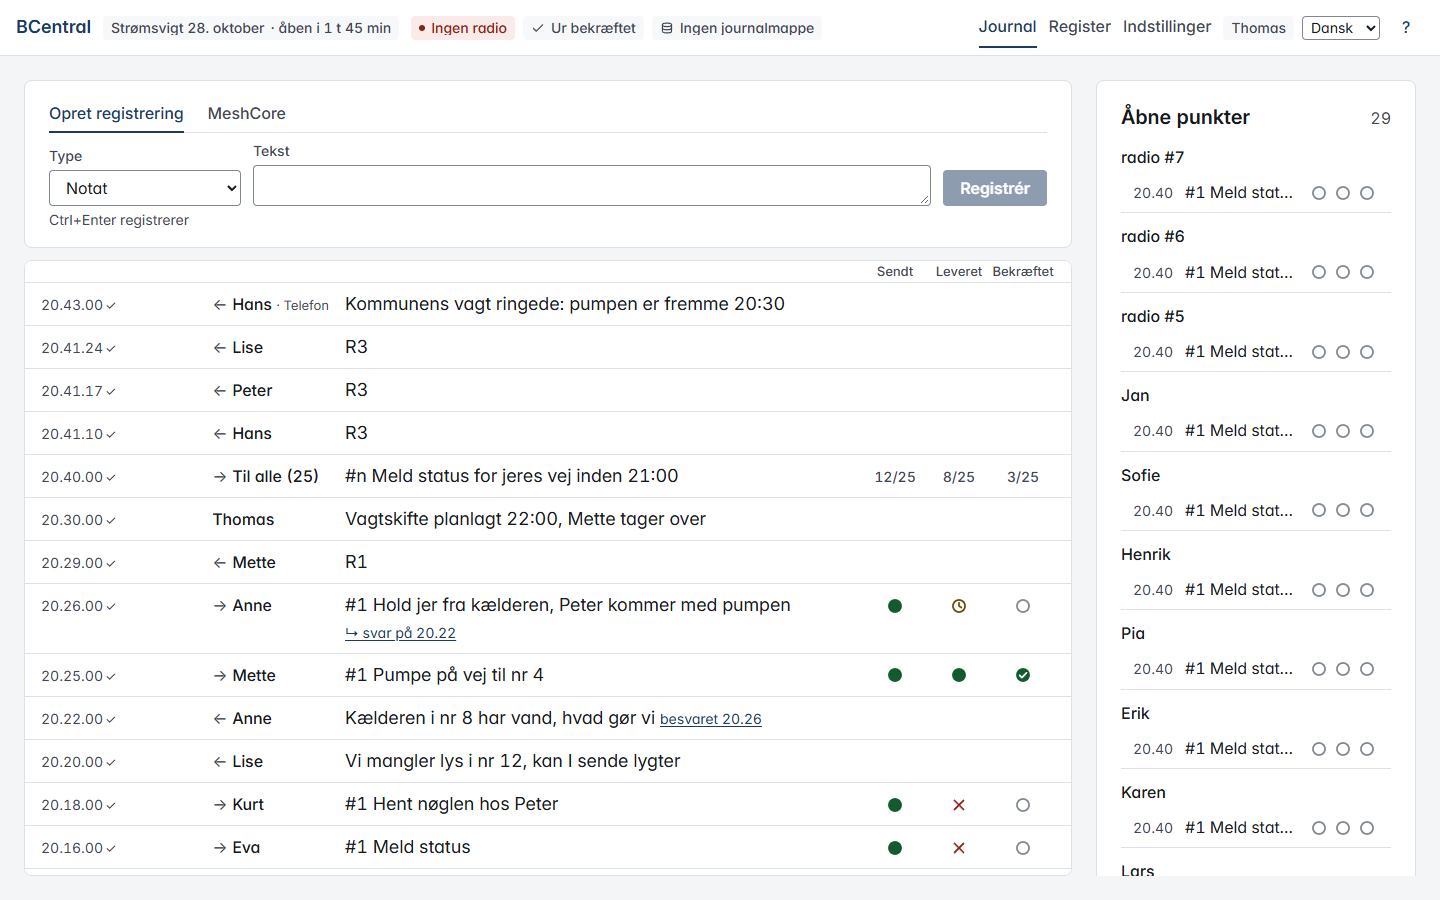 BCentral
Strømsvigt 28. oktober · åben i 1 t 45 min
Ingen radio
Ur bekræftet
Ingen journalmappe
Journal
Register
Indstillinger
Thomas
Dansk
?
Opret registrering
MeshCore
Type
Tekst
Notat
Registrér
Ctrl+Enter registrerer
Sendt Leveret Bekræftet
20.43.00 ← Hans · Telefon Kommunens vagt ringede: pumpen er fremme 20:30
20.41.24 ← Lise R3
20.41.17 ← Peter R3
20.41.10 ← Hans R3
20.40.00 → Til alle (25) #n Meld status for jeres vej inden 21:00 12/25 8/25 3/25
20.30.00 Thomas Vagtskifte planlagt 22:00, Mette tager over
20.29.00 ← Mette R1
20.26.00 → Anne #1 Hold jer fra kælderen, Peter kommer med pumpen
↳ svar på 20.22
20.25.00 → Mette #1 Pumpe på vej til nr 4
20.22.00 ← Anne Kælderen i nr 8 har vand, hvad gør vi besvaret 20.26
20.20.00 ← Lise Vi mangler lys i nr 12, kan I sende lygter
20.18.00 → Kurt #1 Hent nøglen hos Peter
20.16.00 → Eva #1 Meld status
Åbne punkter 29
radio #7
20.40 #1 Meld stat...
radio #6
20.40 #1 Meld stat...
radio #5
20.40 #1 Meld stat...
Jan
20.40 #1 Meld stat...
Sofie
20.40 #1 Meld stat...
Henrik
20.40 #1 Meld stat...
Pia
20.40 #1 Meld stat...
Erik
20.40 #1 Meld stat...
Karen
20.40 #1 Meld stat...
Lars